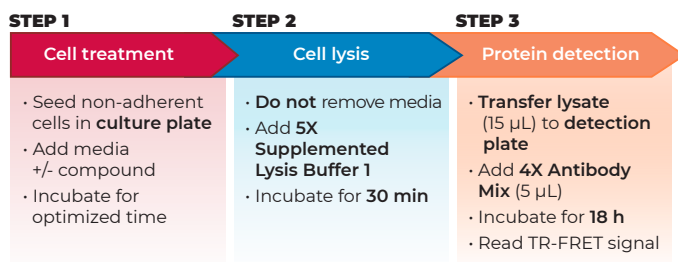 STEP 1
Cell treatment
· Seed non-adherent
cells in culture plate
· Add media
+/- compound
· Incubate for
optimized time
STEP 2
Cell lysis
· Do not remove media
· Add 5X
Supplemented
Lysis Buffer 1
· Incubate for 30 min
STEP 3
Protein detection
· Transfer lysate
(15 µL) to detection
plate
· Add 4X Antibody
Mix (5 µL)
· Incubate for 18 h
· Read TR-FRET signal